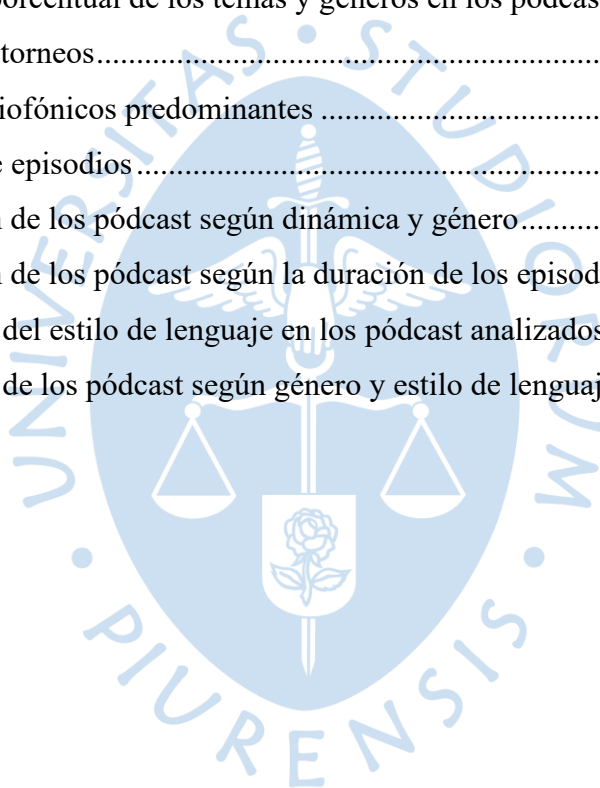 porcentual de los temas y géneros en los pódcas
torneos..........................................................
iofónicos predominantes ................................
e episodios.....................................................
n de los pódcast según dinámica y género..........
n de los pódcast según la duración de los episod
del estilo de lenguaje en los pódcast analizados
de los pódcast según género y estilo de lenguaj
UNIVERSITAS • STUDIORUM • PIURENSIS •